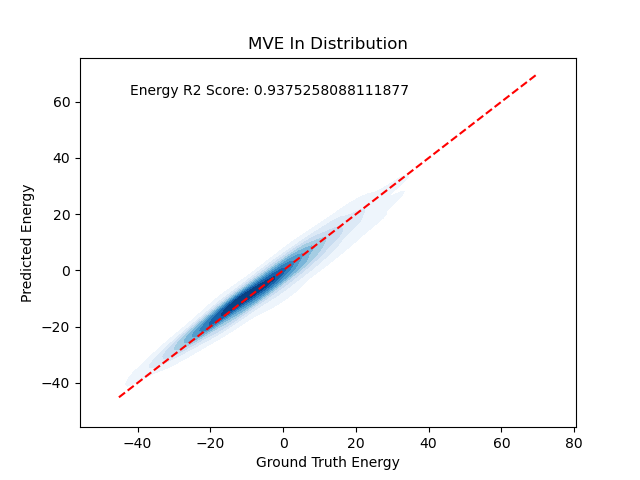 MVE In Distribution
Energy R2 Score: 0.9375258088111877
Predicted Energy
60
40
20
0
−20
−40
−40 −20 0 20 40 60 80
Ground Truth Energy